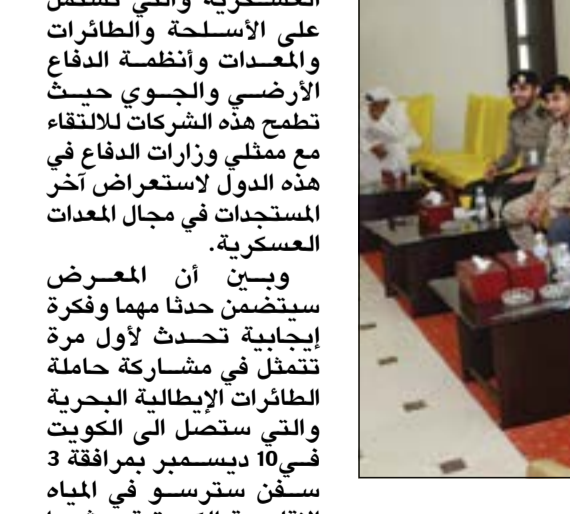 العسكرية والتي تشتمل
على الأسلحة والطائرات
والمعدات وأنظمة الدفاع
الأرضي والجوي حيث
تطمح هذه الشركات للالتقاء
مع ممثلي وزارات الدفاع في
هذه الدول لاستعراض آخر
المستجدات في مجال المعدات
العسكرية.
وبين أن المعرض
سيتضمن حدثا مهما وفكرة
إيجابية تحدث لأول مرة
تتمثل في مشاركة حاملة
الطائرات الإيطالية البحرية
والتي ستصل الى الكويت
في10 ديسمبر بمرافقة 3
سفن سترسو في المياه